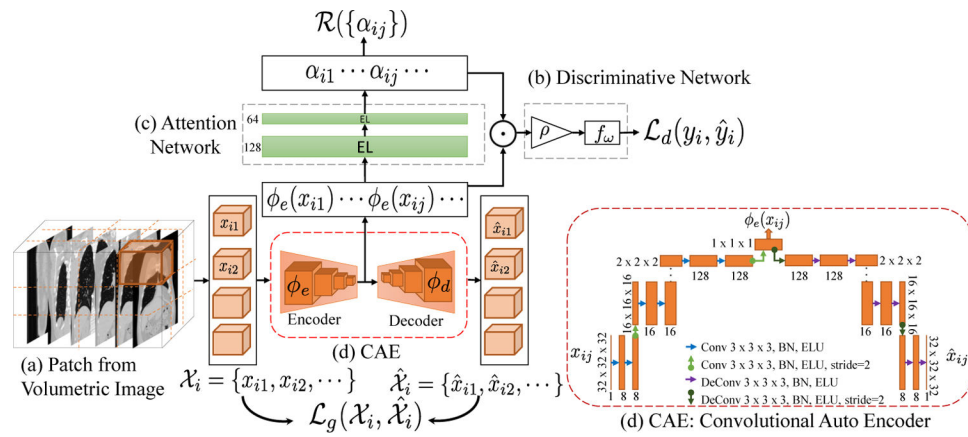 ℛ({α_ij})
α_i1 ··· α_ij ···
(b) Discriminative Network
(c) Attention
Network
64
EL
128
EL
ρ
f_ω
ℒ_d(y_i, ŷ_i)
ϕ_e(x_i1) ··· ϕ_e(x_ij) ···
x_i1
x_i2
ϕ_e
ϕ_d
Encoder
Decoder
(d) CAE
x̂_i1
x̂_i2
(a) Patch from
Volumetric Image
𝒳_i = {x_i1, x_i2, ···}
𝒳̂_i = {x̂_i1, x̂_i2, ···}
ℒ_g(𝒳_i, 𝒳̂_i)
ϕ_e(x_ij)
1 x 1 x 1
2 x 2 x 2
128
128
128
128
2 x 2 x 2
16 x 16 x 16
16
16
16 x 16 x 16
16
16
x_ij
32 x 32 x 32
1
8
8
x̂_ij
32 x 32 x 32
8
8
1
Conv 3 x 3 x 3, BN, ELU
Conv 3 x 3 x 3, BN, ELU, stride=2
DeConv 3 x 3 x 3, BN, ELU
DeConv 3 x 3 x 3, BN, ELU, stride=2
(d) CAE: Convolutional Auto Encoder